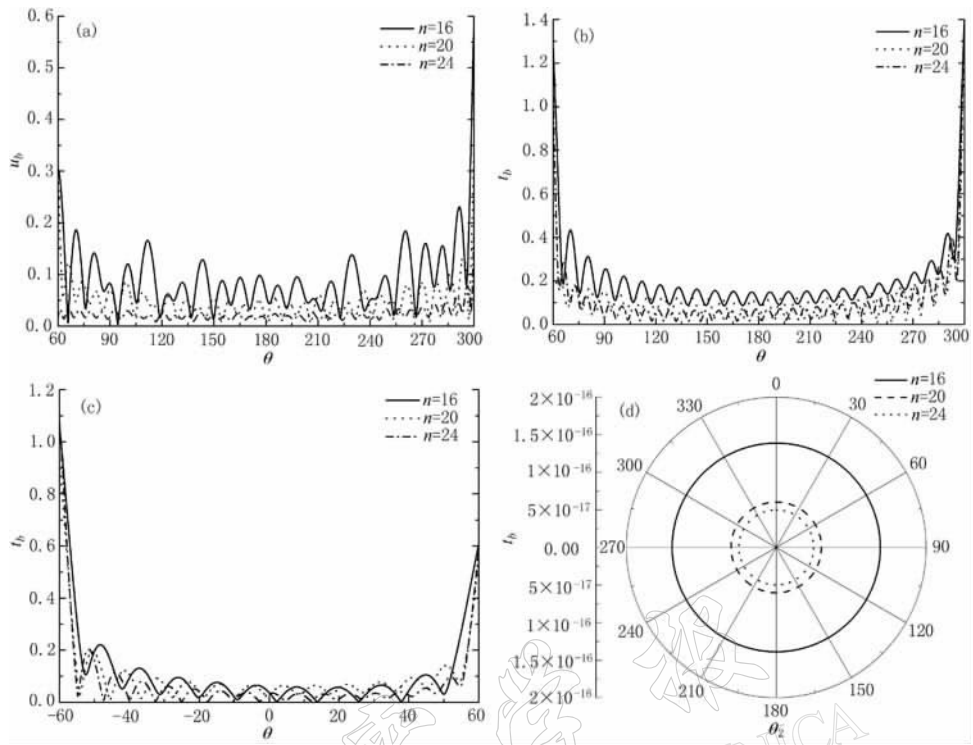 (a)
n=16
n=20
n=24
0.6
0.5
0.4
0.3
0.2
0.1
0.0
u_b
60 90 120 150 180 210 240 270 300
θ
(b)
n=16
n=20
n=24
1.4
1.2
1.0
0.8
0.6
0.4
0.2
0.0
t_b
60 90 120 150 180 210 240 270 300
θ
(c)
n=16
n=20
n=24
1.2
1.0
0.8
0.6
0.4
0.2
0.0
t_b
-60 -40 -20 0 20 40 60
θ
(d)
n=16
n=20
n=24
2×10⁻¹⁶
1.5×10⁻¹⁶
1×10⁻¹⁶
5×10⁻¹⁷
0.00
5×10⁻¹⁷
1×10⁻¹⁶
1.5×10⁻¹⁶
2×10⁻¹⁶
t_b
0
30
60
90
120
150
180
210
240
270
300
330
θ₂